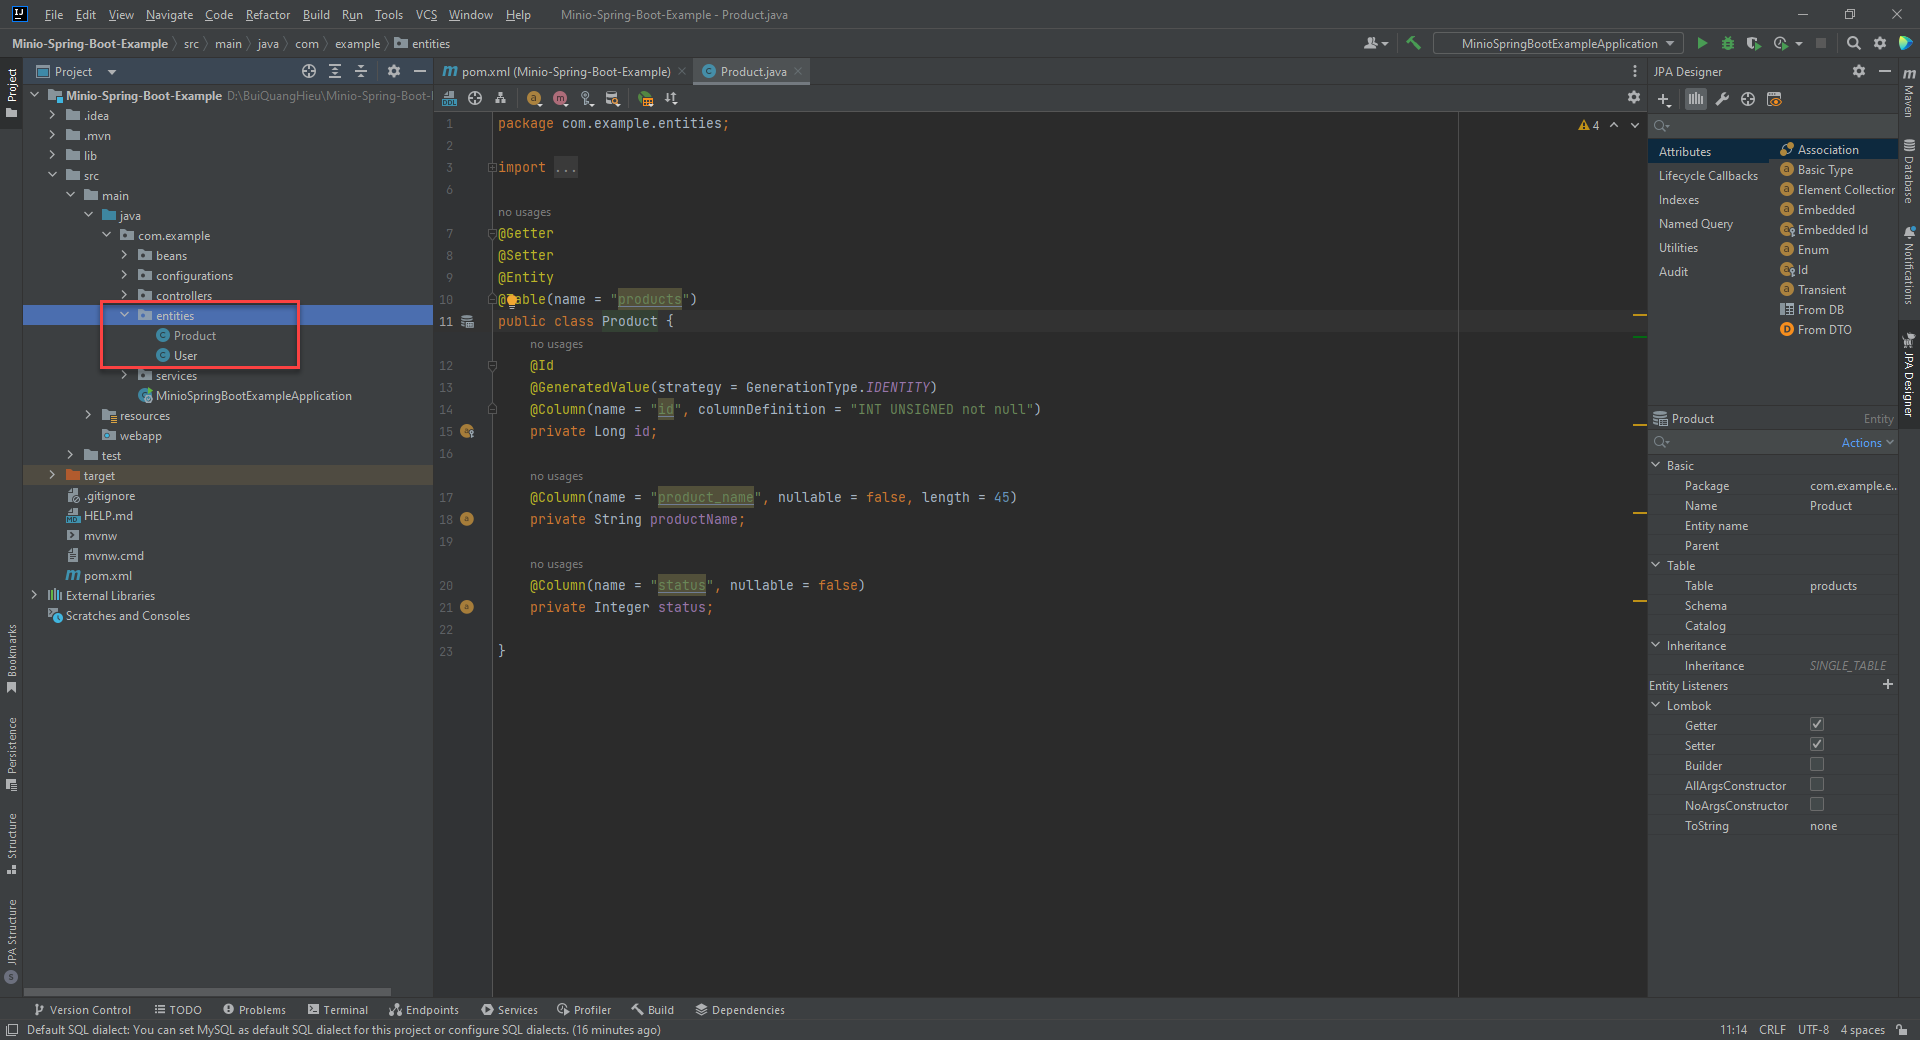 File Edit View Navigate Code Refactor Build Run Tools VCS Window Help Minio-Spring-Boot-Example - Product.java
Minio-Spring-Boot-Example src main java com example entities
MinioSpringBootExampleApplication
Project
pom.xml (Minio-Spring-Boot-Example)
Product.java
JPA Designer
Project
Minio-Spring-Boot-Example D:\BuiQuangHieu\Minio-Spring-Boot-
.idea
.mvn
lib
src
main
java
com.example
beans
configurations
controllers
entities
Product
User
services
MinioSpringBootExampleApplication
resources
webapp
test
target
.gitignore
HELP.md
mvnw
mvnw.cmd
pom.xml
External Libraries
Scratches and Consoles
Bookmarks
Persistence
Structure
JPA Structure
1 package com.example.entities;
2
3 import ...
6
no usages
7 @Getter
8 @Setter
9 @Entity
10 @Table(name = "products")
11 public class Product {
no usages
12 @Id
13 @GeneratedValue(strategy = GenerationType.IDENTITY)
14 @Column(name = "id", columnDefinition = "INT UNSIGNED not null")
15 private Long id;
16
no usages
17 @Column(name = "product_name", nullable = false, length = 45)
18 private String productName;
19
no usages
20 @Column(name = "status", nullable = false)
21 private Integer status;
22
23 }
4
Attributes
Lifecycle Callbacks
Indexes
Named Query
Utilities
Audit
Association
Basic Type
Element Collection
Embedded
Embedded Id
Enum
Id
Transient
From DB
From DTO
Product Entity
Actions
Basic
Package com.example.e..
Name Product
Entity name
Parent
Table
Table products
Schema
Catalog
Inheritance
Inheritance SINGLE_TABLE
Entity Listeners
Lombok
Getter
Setter
Builder
AllArgsConstructor
NoArgsConstructor
ToString none
Maven
Database
Notifications
JPA Designer
Version Control TODO Problems Terminal Endpoints Services Profiler Build Dependencies
Default SQL dialect: You can set MySQL as default SQL dialect for this project or configure SQL dialects. (16 minutes ago)
11:14 CRLF UTF-8 4 spaces